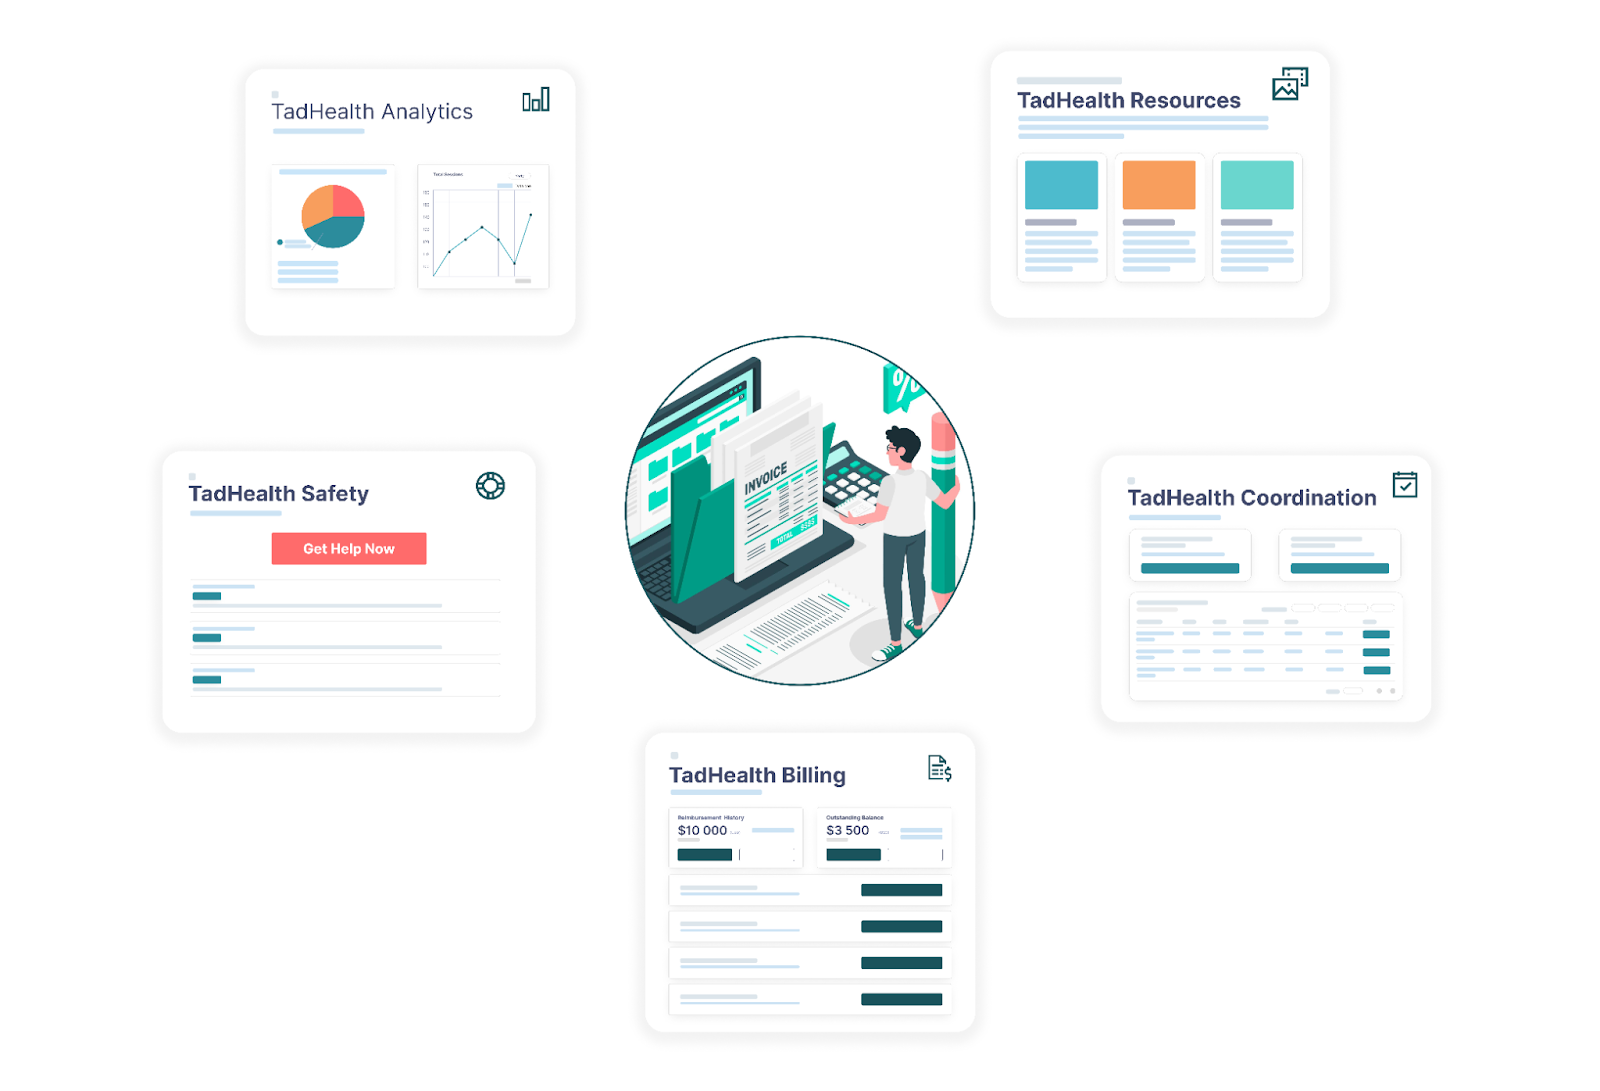 TadHealth Analytics
Total Sessions
TadHealth Resources
TadHealth Safety
Get Help Now
%
INVOICE
TOTAL $$$$
TadHealth Coordination
TadHealth Billing
Reimbursement History
$10 000
Outstanding Balance
$3 500